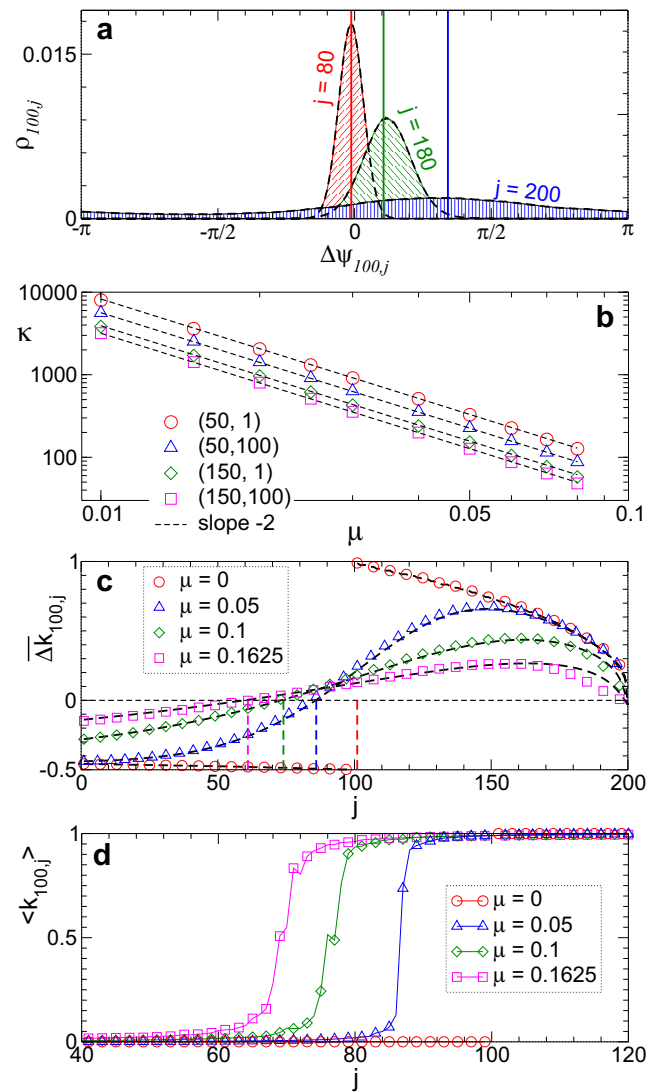 a
0.015
0
ρ100,j
j = 80
j = 180
j = 200
-π -π/2 0 π/2 π
Δψ100,j
b
10000
1000
100
κ
(50, 1)
(50,100)
(150, 1)
(150,100)
slope -2
0.01 0.05 0.1
μ
c
1
0
-0.5
Δk100,j
μ = 0
μ = 0.05
μ = 0.1
μ = 0.1625
0 50 100 150 200
j
d
1
0.5
0
<k100,j>
μ = 0
μ = 0.05
μ = 0.1
μ = 0.1625
40 60 80 100 120
j